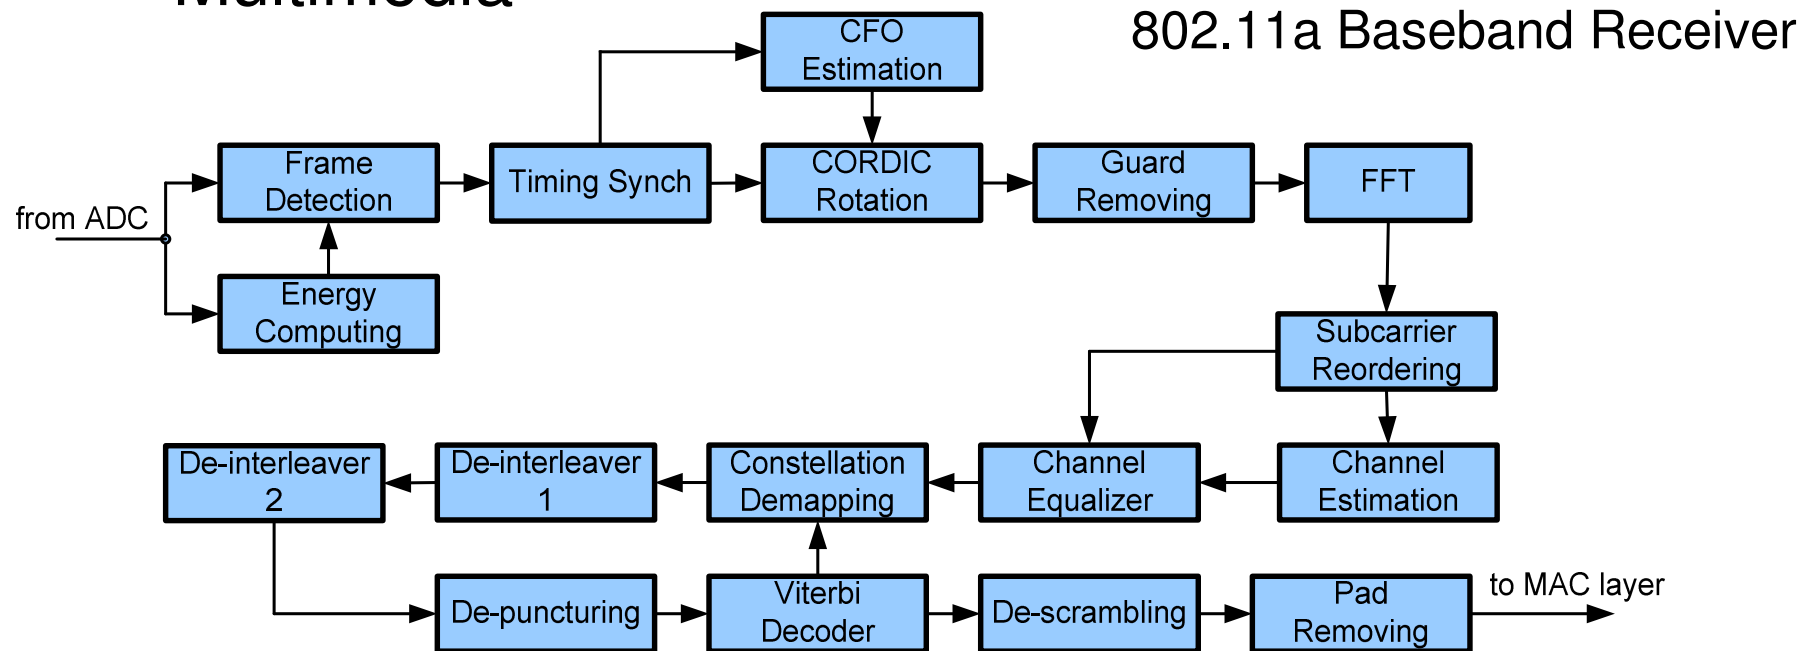 Multimedia
802.11a Baseband Receiver
CFO
Estimation
Frame
Detection
Timing Synch
CORDIC
Rotation
Guard
Removing
FFT
from ADC
Energy
Computing
Subcarrier
Reordering
De-interleaver
2
De-interleaver
1
Constellation
Demapping
Channel
Equalizer
Channel
Estimation
De-puncturing
Viterbi
Decoder
De-scrambling
Pad
Removing
to MAC layer